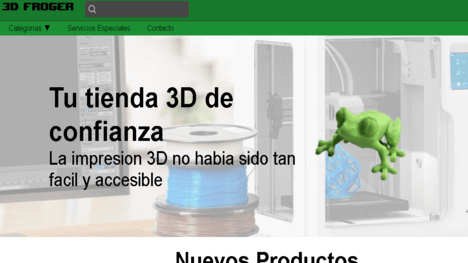 3D FROGER
Categorias ▼ Servicios Especiales Contacto
Tu tienda 3D de
confianza
La impresion 3D no habia sido tan
facil y accesible
Nuevos Productos